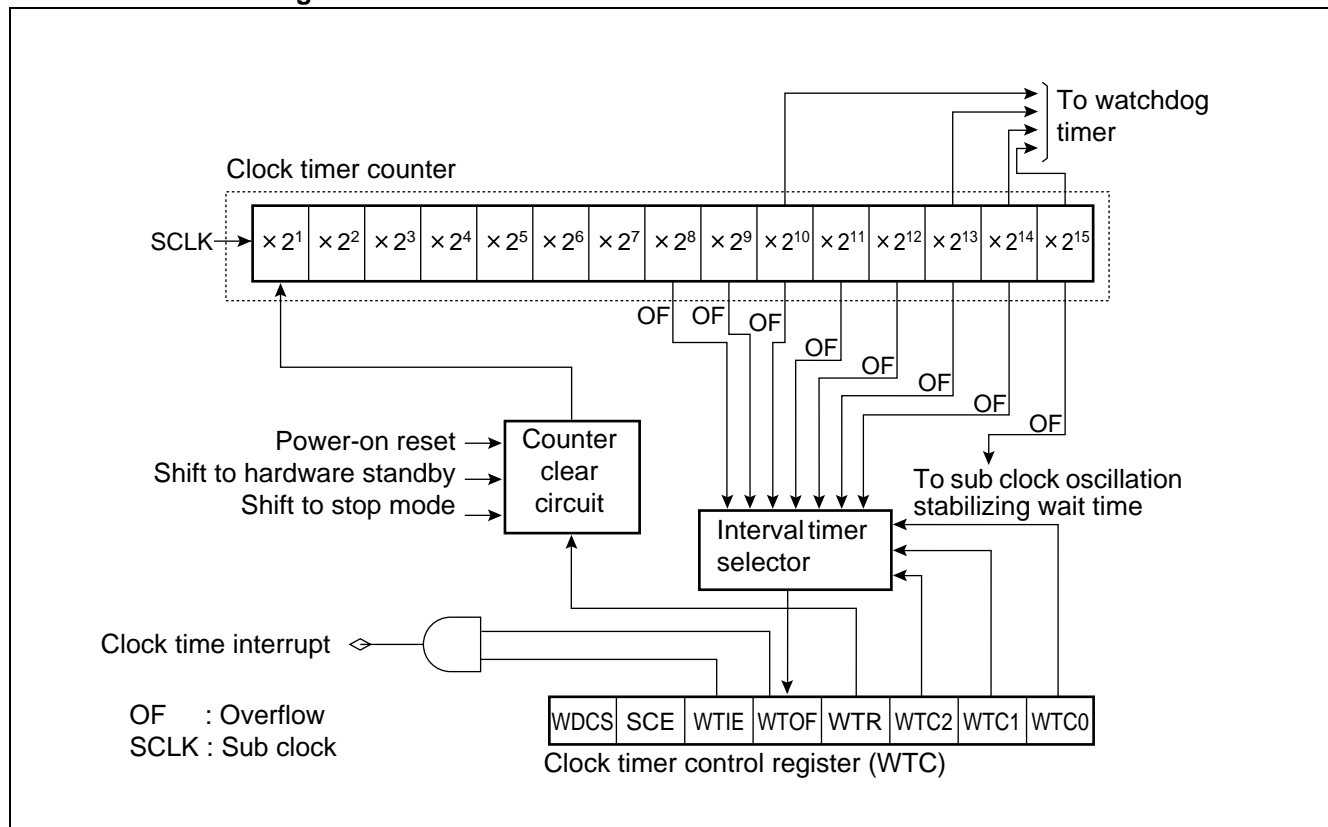 g
To watchdog
timer
Clock timer counter
SCLK × 2¹ × 2² × 2³ × 2⁴ × 2⁵ × 2⁶ × 2⁷ × 2⁸ × 2⁹ × 2¹⁰ × 2¹¹ × 2¹² × 2¹³ × 2¹⁴ × 2¹⁵
OF OF OF OF OF OF OF OF
Power-on reset
Shift to hardware standby
Shift to stop mode
Counter
clear
circuit
To sub clock oscillation
stabilizing wait time
Interval timer
selector
Clock time interrupt
OF : Overflow
SCLK : Sub clock
WDCS SCE WTIE WTOF WTR WTC2 WTC1 WTC0
Clock timer control register (WTC)